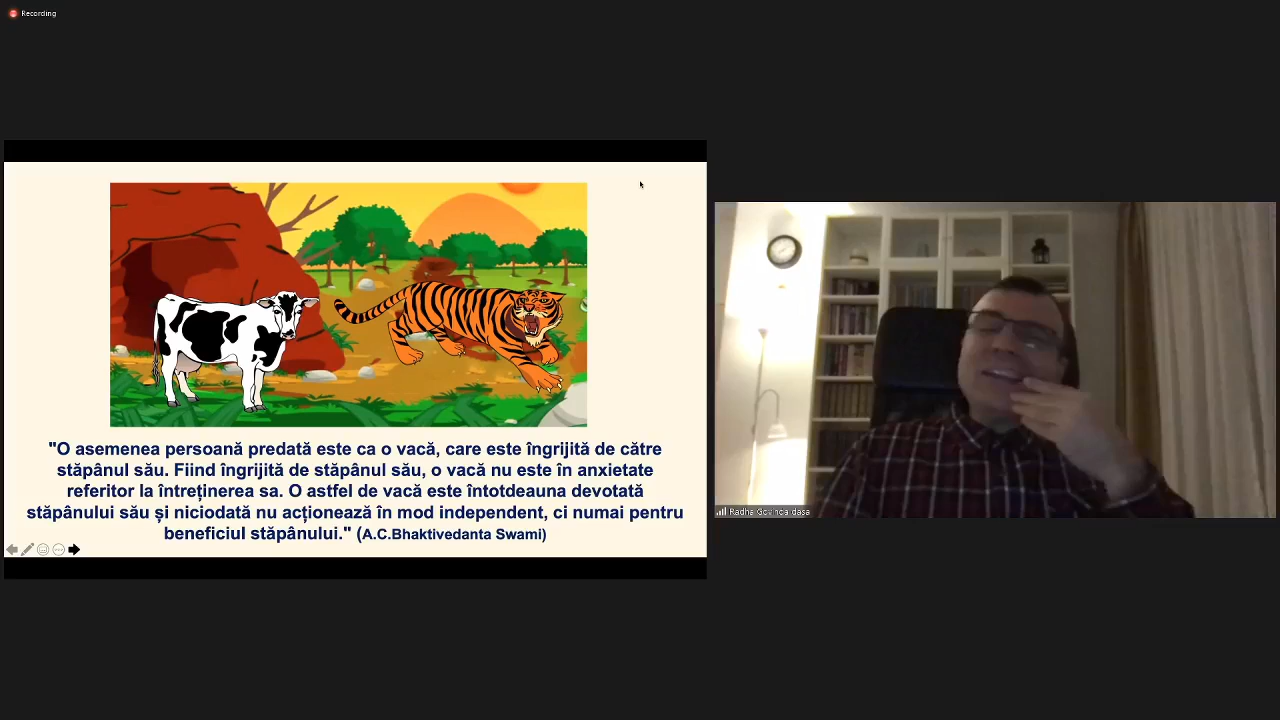 Recording
"O asemenea persoană predată este ca o vacă, care este îngrijită de către
stăpânul său. Fiind îngrijită de stăpânul său, o vacă nu este în anxietate
referitor la întreținerea sa. O astfel de vacă este întotdeauna devotată
stăpânului său și niciodată nu acționează în mod independent, ci numai pentru
beneficiul stăpânului." (A.C.Bhaktivedanta Swami)
Radha Govinda dasa